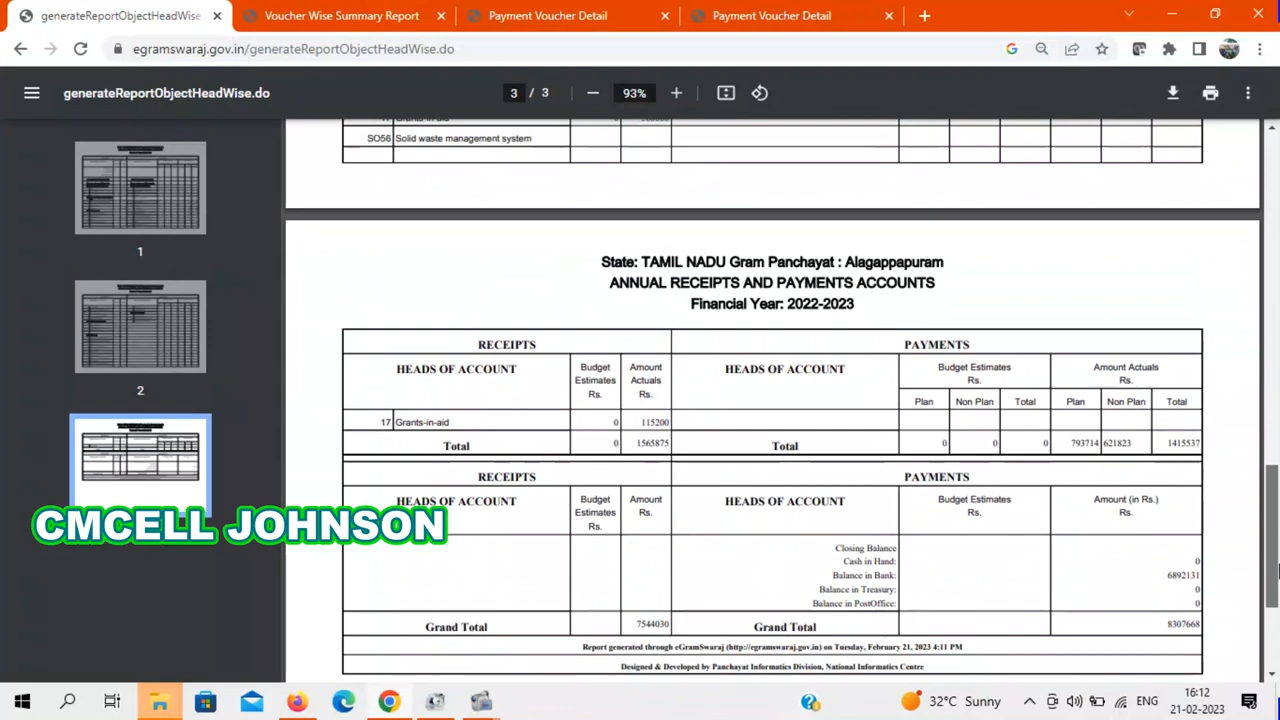 generateReportObjectHeadWise.
Voucher Wise Summary Report
Payment Voucher Detail
Payment Voucher Detail
egramswaraj.gov.in/generateReportObjectHeadWise.do
generateReportObjectHeadWise.do
3 / 3
93%
SO56 Solid waste management system
1
2
State: TAMIL NADU Gram Panchayat : Alagappapuram
ANNUAL RECEIPTS AND PAYMENTS ACCOUNTS
Financial Year: 2022-2023
RECEIPTS PAYMENTS
HEADS OF ACCOUNT Budget Estimates Rs. Amount Actuals Rs. HEADS OF ACCOUNT Budget Estimates Rs. Amount Actuals Rs.
Plan Non Plan Total Plan Non Plan Total
17 Grants-in-aid 0 115200
Total 0 1565875 Total 0 0 0 793714 621823 1415537
RECEIPTS PAYMENTS
HEADS OF ACCOUNT Budget Estimates Rs. Amount Rs. HEADS OF ACCOUNT Budget Estimates Rs. Amount (in Rs.) Rs.
CMCELL JOHNSON
Closing Balance
Cash in Hand: 0
Balance in Bank: 6892131
Balance in Treasury: 0
Balance in PostOffice: 0
Grand Total 7544030 Grand Total 8307668
Report generated through eGramSwaraj (http://egramswaraj.gov.in) on Tuesday, February 21, 2023 4:11 PM
Designed & Developed by Panchayat Informatics Division, National Informatics Centre
32°C Sunny
ENG
16:12
21-02-2023